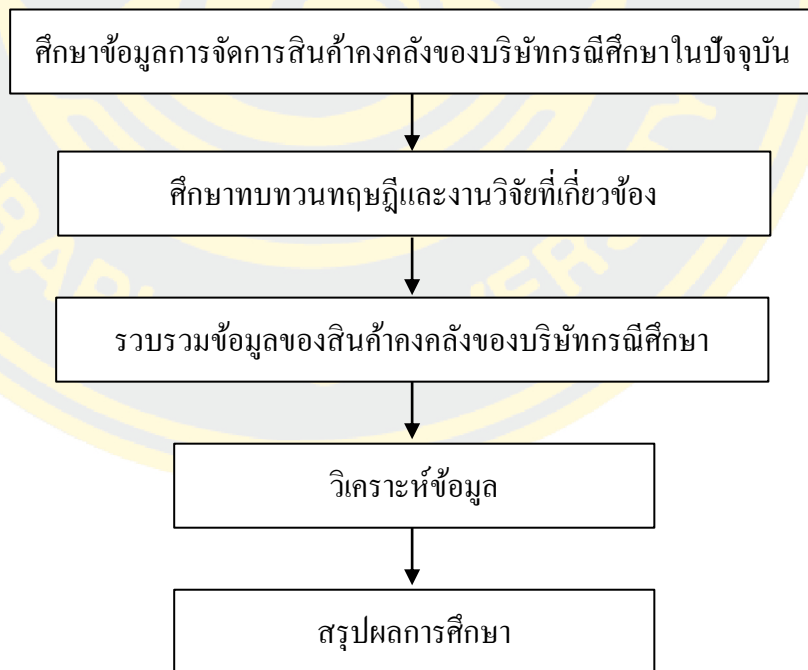 ศึกษาข้อมูลการจัดการสินค้าคงคลังของบริษัทกรณีศึกษาในปัจจุบัน
ศึกษาทบทวนทฤษฎีและงานวิจัยที่เกี่ยวข้อง
รวบรวมข้อมูลของสินค้าคงคลังของบริษัทกรณีศึกษา
วิเคราะห์ข้อมูล
สรุปผลการศึกษา